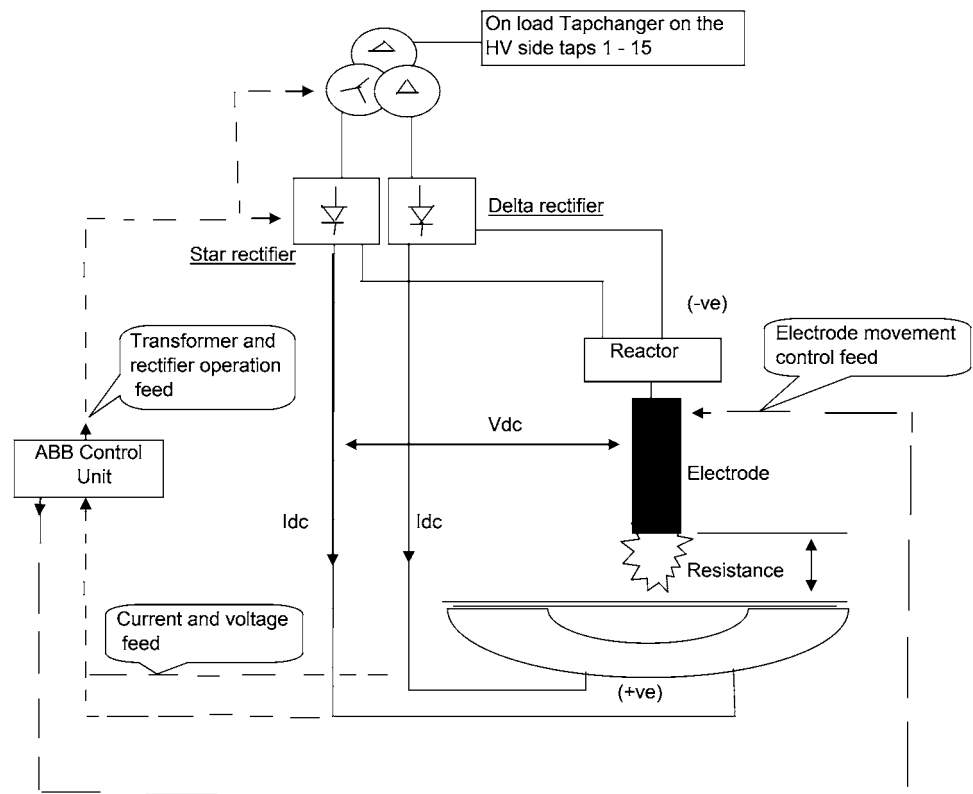 On load Tapchanger on the
HV side taps 1 - 15
Delta rectifier
Star rectifier
(-ve)
Transformer and
rectifier operation
feed
Reactor
Electrode movement
control feed
Vdc
ABB Control
Unit
Electrode
Idc
Idc
Resistance
Current and voltage
feed
(+ve)